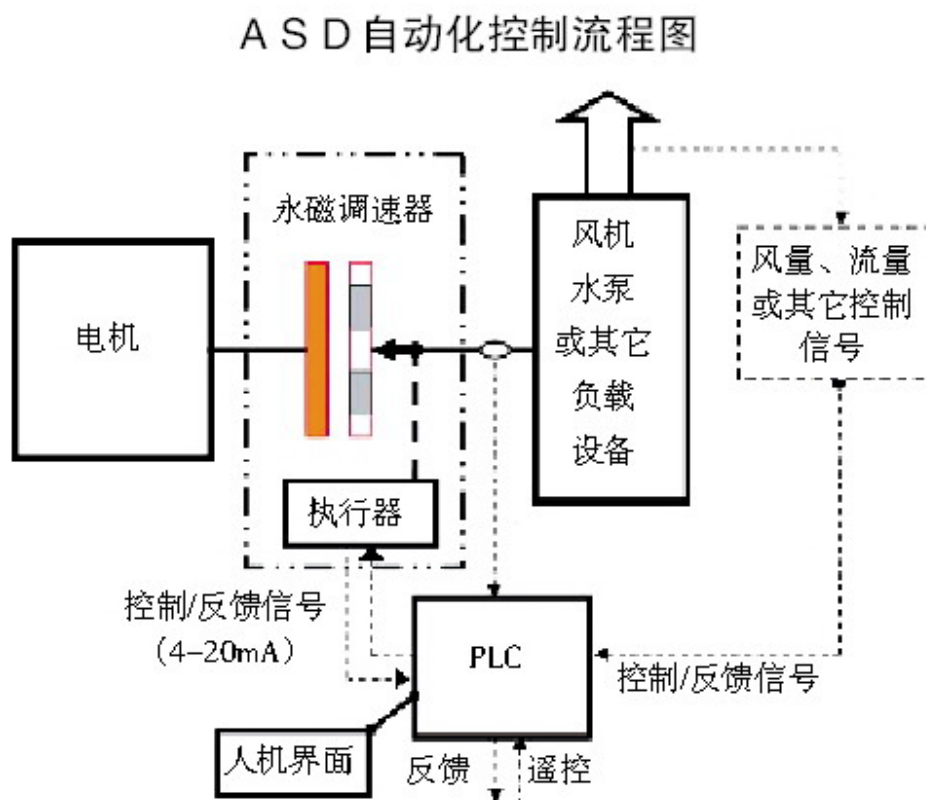 ASD自动化控制流程图
永磁调速器
电机
风机
水泵
或其它
负载
设备
风量、流量
或其它控制
信号
执行器
控制/反馈信号
（4-20mA）
PLC
控制/反馈信号
人机界面
反馈
遥控